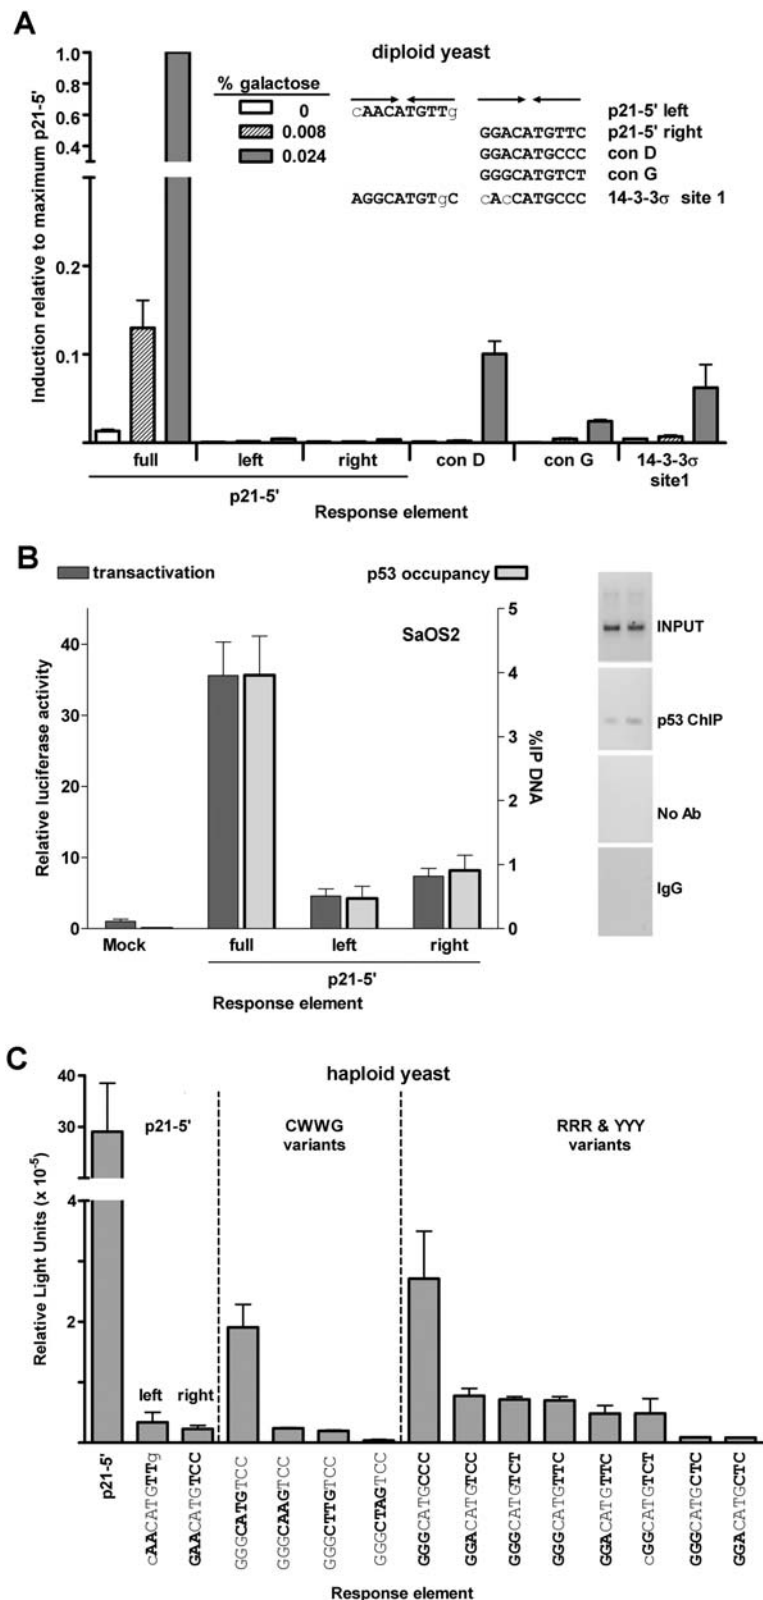 A
diploid yeast
Induction relative to maximum p21-5'
1.0
0.8
0.6
0.4
0.2
0.1
% galactose
0
0.008
0.024
cAACATGTTg p21-5' left
GGACATGTTC p21-5' right
GGACATGCCC con D
GGGCATGTCT con G
AGGCATGTgC cAcCATGCCC 14-3-3σ site 1
full left right con D con G 14-3-3σ
site1
p21-5'
Response element
B
transactivation p53 occupancy
SaOS2
Relative luciferase activity
40
30
20
10
0
5
4
3
2
1
0
%IP DNA
Mock full left right
p21-5'
Response element
INPUT
p53 ChIP
No Ab
IgG
C
haploid yeast
Relative Light Units (x 10⁻⁵)
40
30
4
2
p21-5' CWWG
variants
RRR & YYY
variants
left right
p21-5'
cAACATGTTg
GAACATGTCC
GGGCATGTCC
GGGCAAGTCC
GGGCTTGTCC
GGGCTAGTCC
GGGCATGCCC
GGACATGTCC
GGGCATGTCT
GGGCATGTTC
GGACATGTTC
cGGCATGTCT
GGGCATGCTC
GGACATGCTC
Response element